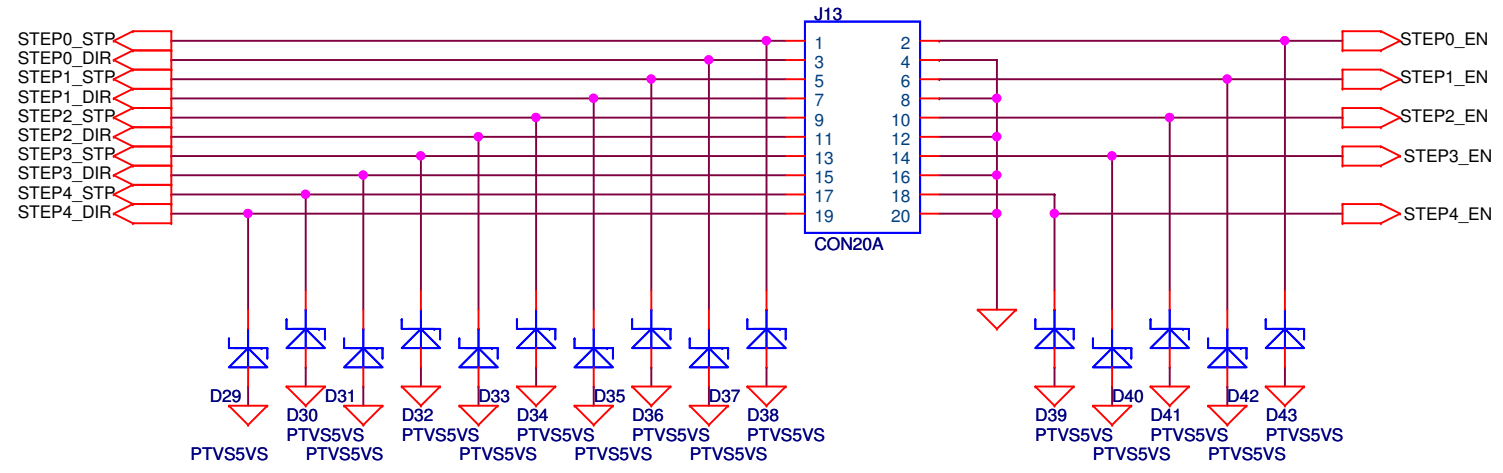 J13
STEP0_STP 1 2 STEP0_EN
STEP0_DIR 3 4
STEP1_STP 5 6 STEP1_EN
STEP1_DIR 7 8
STEP2_STP 9 10 STEP2_EN
STEP2_DIR 11 12
STEP3_STP 13 14 STEP3_EN
STEP3_DIR 15 16
STEP4_STP 17 18
STEP4_DIR 19 20 STEP4_EN
CON20A
D29 D31 D33 D35 D37 D40 D42
D30 D32 D34 D36 D38 D39 D41 D43
PTVS5VS PTVS5VS PTVS5VS PTVS5VS PTVS5VS PTVS5VS PTVS5VS PTVS5VS
PTVS5VS PTVS5VS PTVS5VS PTVS5VS PTVS5VS PTVS5VS PTVS5VS